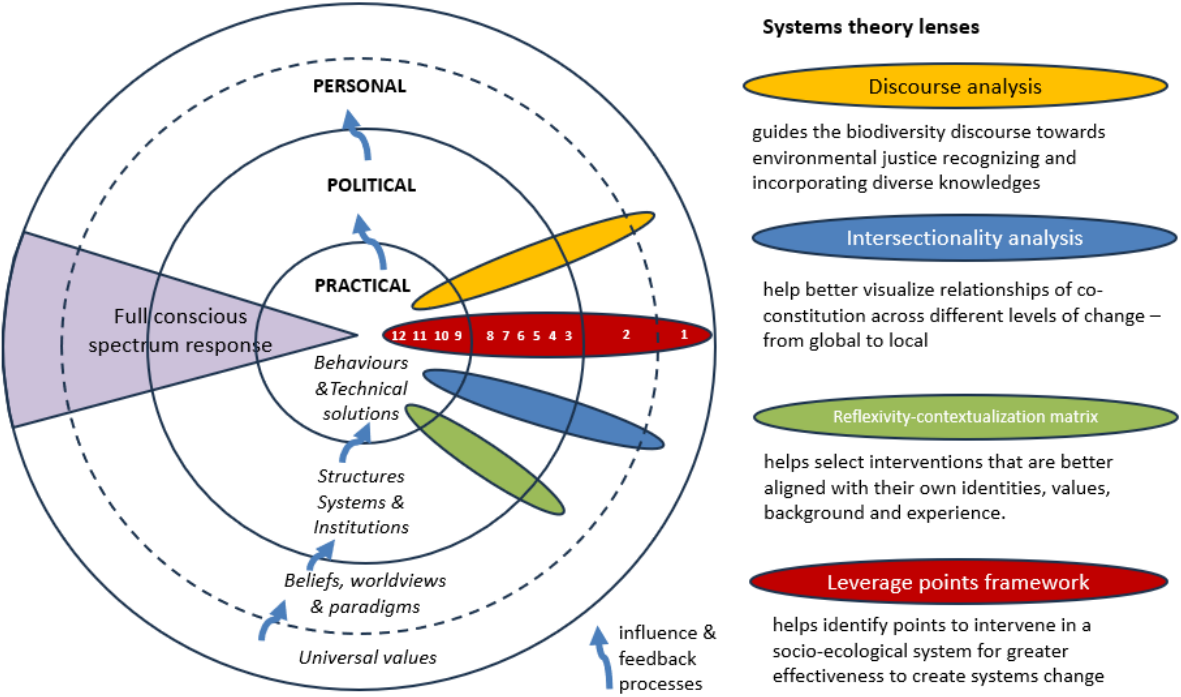 PERSONAL
POLITICAL
PRACTICAL
Full conscious
spectrum response
12 11 10 9 8 7 6 5 4 3 2 1
Behaviours
&Technical
solutions
Structures
Systems &
Institutions
Beliefs, worldviews
& paradigms
Universal values
influence &
feedback
processes
Systems theory lenses
Discourse analysis
guides the biodiversity discourse towards
environmental justice recognizing and
incorporating diverse knowledges
Intersectionality analysis
help better visualize relationships of co-
constitution across different levels of change –
from global to local
Reflexivity-contextualization matrix
helps select interventions that are better
aligned with their own identities, values,
background and experience.
Leverage points framework
helps identify points to intervene in a
socio-ecological system for greater
effectiveness to create systems change